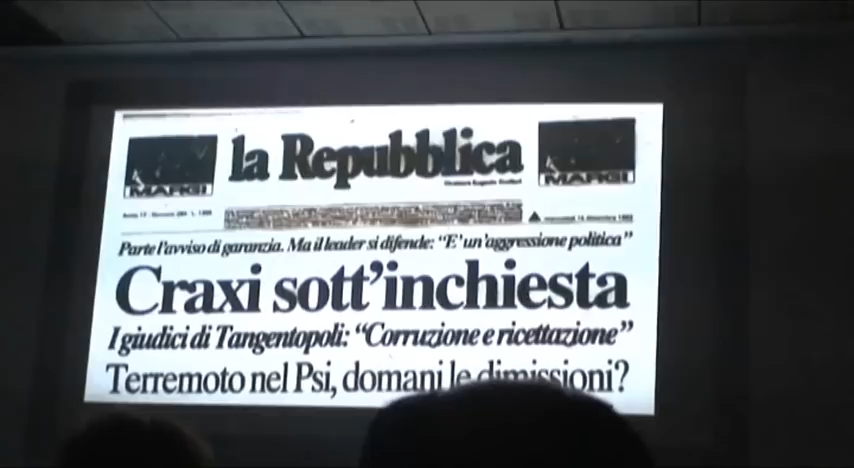 la Repubblica
MARGI
MARGI
Parte l'avviso di garanzia. Ma il leader si difende: “E' un'aggressione politica”
Craxi sott'inchiesta
I giudici di Tangentopoli: “Corruzione e ricettazione”
Terremoto nel Psi, domani le dimissioni?